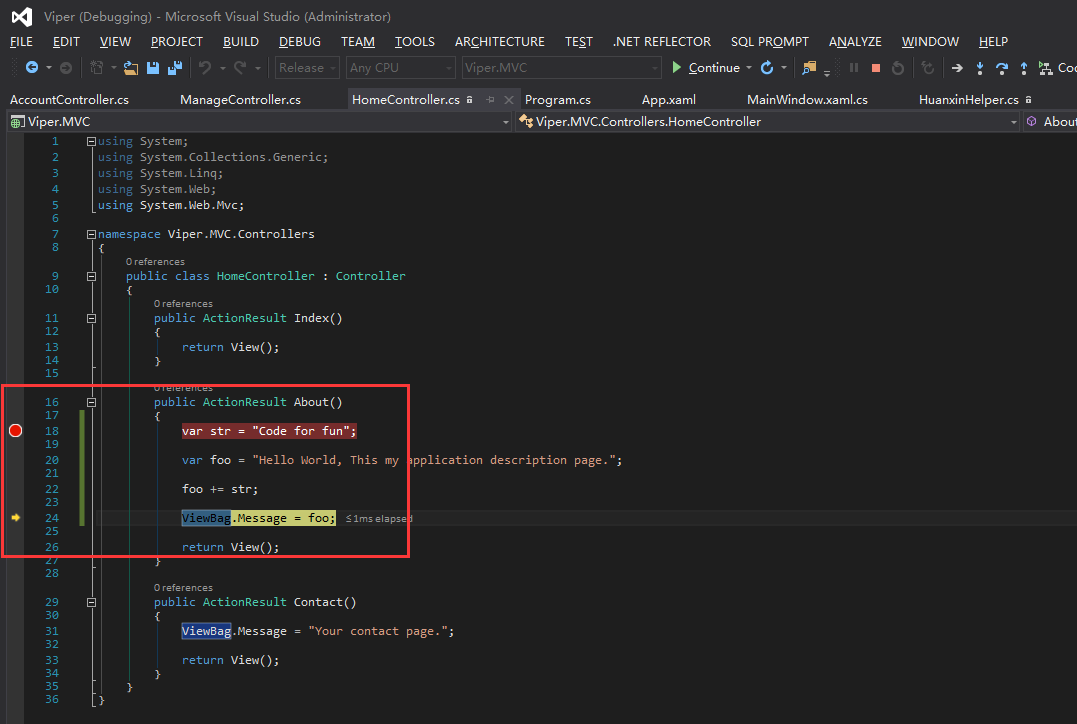 Viper (Debugging) - Microsoft Visual Studio (Administrator)
FILE EDIT VIEW PROJECT BUILD DEBUG TEAM TOOLS ARCHITECTURE TEST .NET REFLECTOR SQL PROMPT ANALYZE WINDOW HELP
Release Any CPU Viper.MVC Continue Coo
AccountController.cs ManageController.cs HomeController.cs Program.cs App.xaml MainWindow.xaml.cs HuanxinHelper.cs
Viper.MVC Viper.MVC.Controllers.HomeController About
1 using System;
2 using System.Collections.Generic;
3 using System.Linq;
4 using System.Web;
5 using System.Web.Mvc;
6
7 namespace Viper.MVC.Controllers
8 {
0 references
9 public class HomeController : Controller
10 {
0 references
11 public ActionResult Index()
12 {
13 return View();
14 }
15
0 references
16 public ActionResult About()
17 {
18 var str = "Code for fun";
19
20 var foo = "Hello World, This my application description page.";
21
22 foo += str;
23
24 ViewBag.Message = foo; ≤1ms elapsed
25
26 return View();
27 }
28
0 references
29 public ActionResult Contact()
30 {
31 ViewBag.Message = "Your contact page.";
32
33 return View();
34 }
35 }
36 }